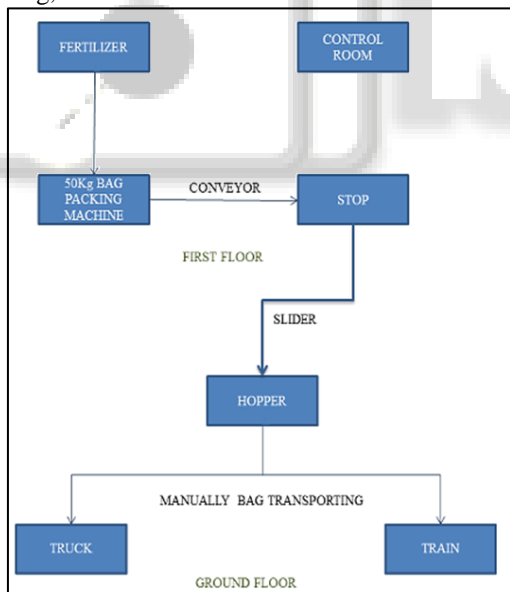 FERTILIZER
CONTROL
ROOM
50Kg BAG
PACKING
MACHINE
CONVEYOR
STOP
FIRST FLOOR
SLIDER
HOPPER
MANUALLY BAG TRANSPORTING
TRUCK
TRAIN
GROUND FLOOR